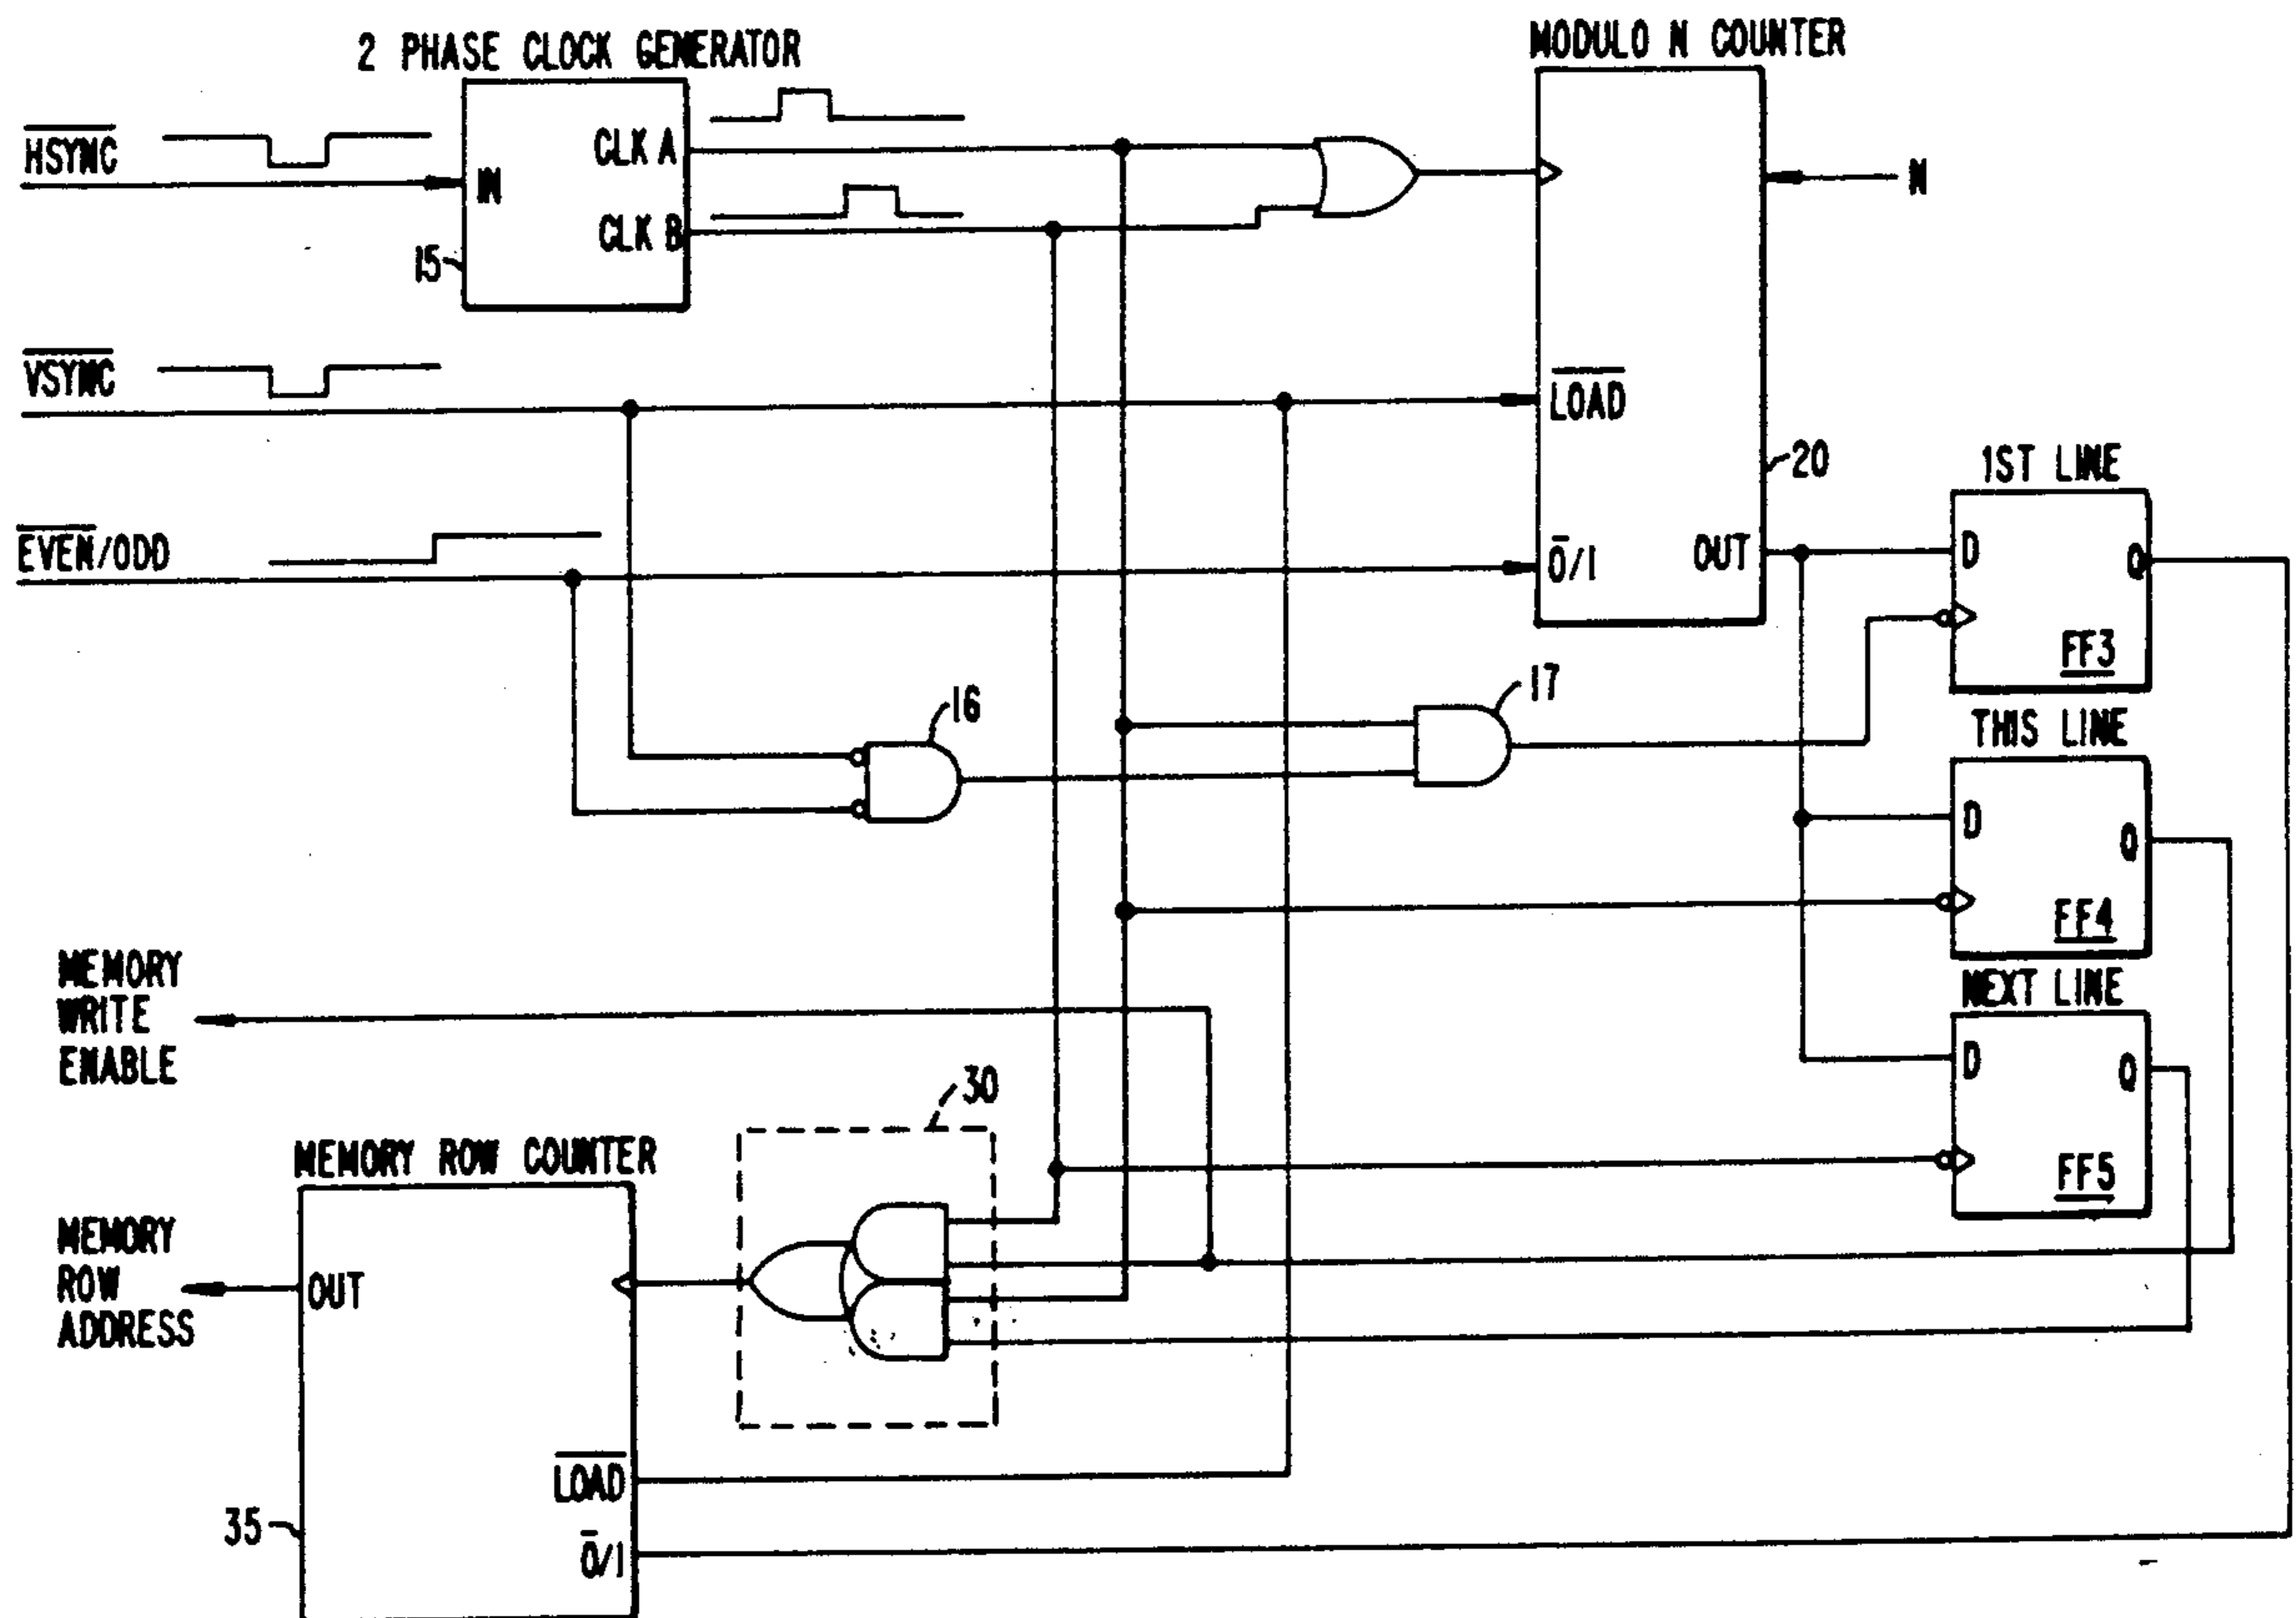 2 PHASE CLOCK GENERATOR
MODULO N COUNTER
HSYNC
IN
CLK A
CLK B
15
N
VSYNC
LOAD
20
EVEN/ODD
0/1
OUT
1ST LINE
D
Q
FF3
16
17
THIS LINE
D
Q
FF4
NEXT LINE
D
Q
FF5
MEMORY
WRITE
ENABLE
30
MEMORY ROW COUNTER
MEMORY
ROW
ADDRESS
OUT
LOAD
35
0/1